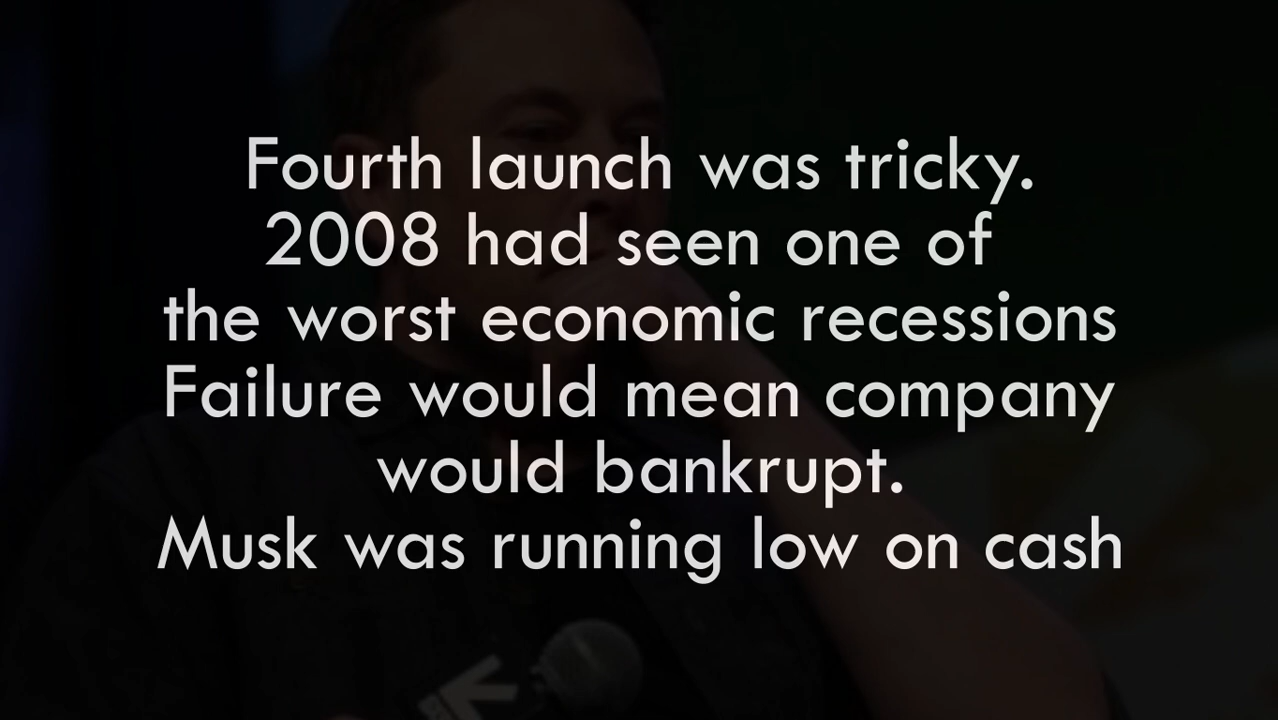 Fourth launch was tricky.
2008 had seen one of
the worst economic recessions
Failure would mean company
would bankrupt.
Musk was running low on cash